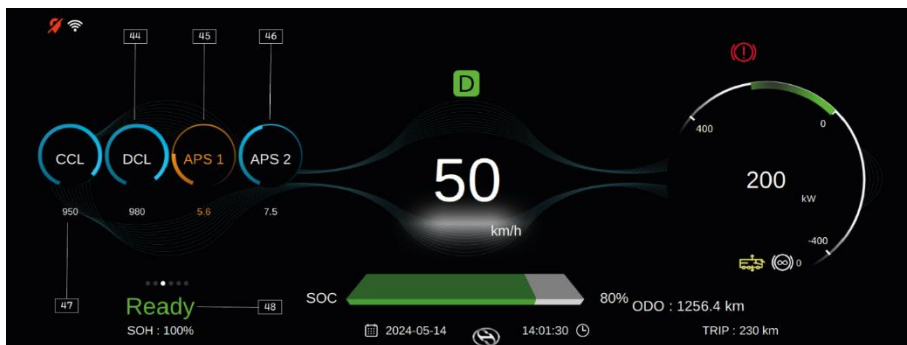 44
45
46
D
400
0
CCL
DCL
APS 1
APS 2
50
200
kW
950
980
5.6
7.5
km/h
-400
0
47
Ready
48
SOC
80%
ODO : 1256.4 km
SOH : 100%
2024-05-14
14:01:30
TRIP : 230 km